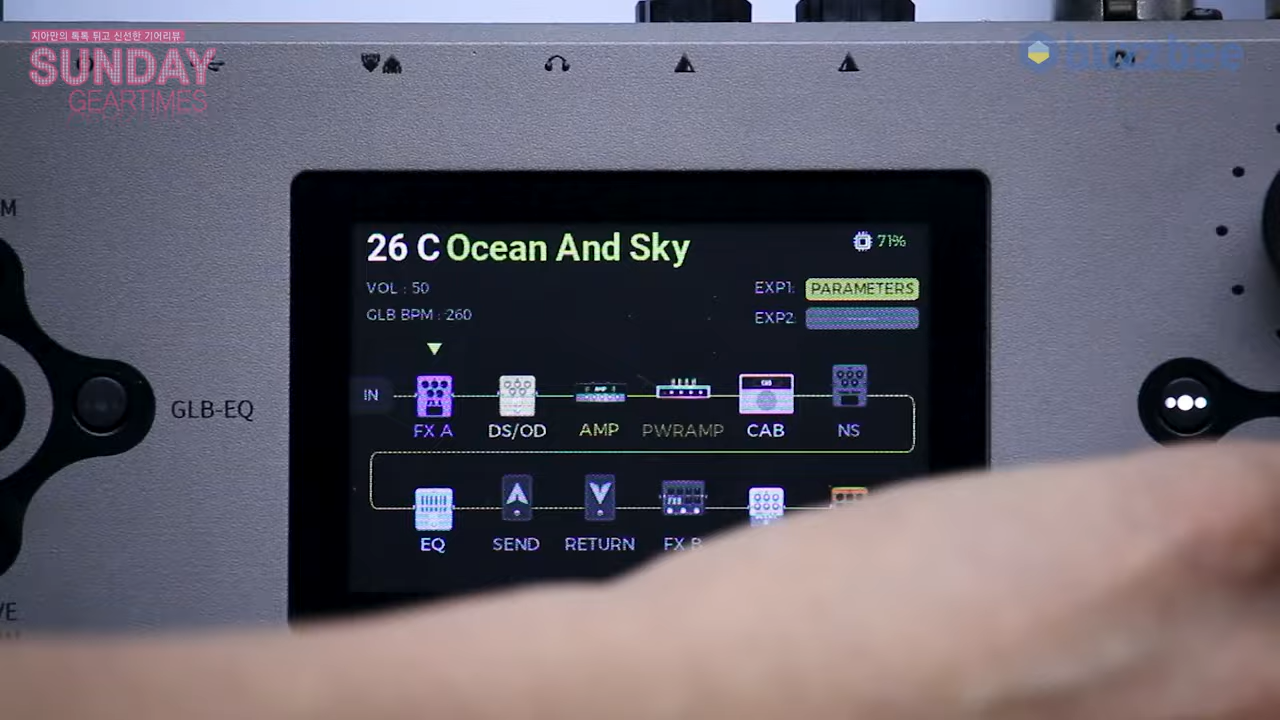 지아만의 톡톡 튀고 신선한 기어리뷰
SUNDAY
GEARTIMES
buzzbee
M
GLB-EQ
26 C Ocean And Sky
71%
VOL : 50
GLB BPM : 260
EXP1: PARAMETERS
EXP2:
IN
FX A DS/OD AMP PWRAMP CAB NS
EQ SEND RETURN FX B